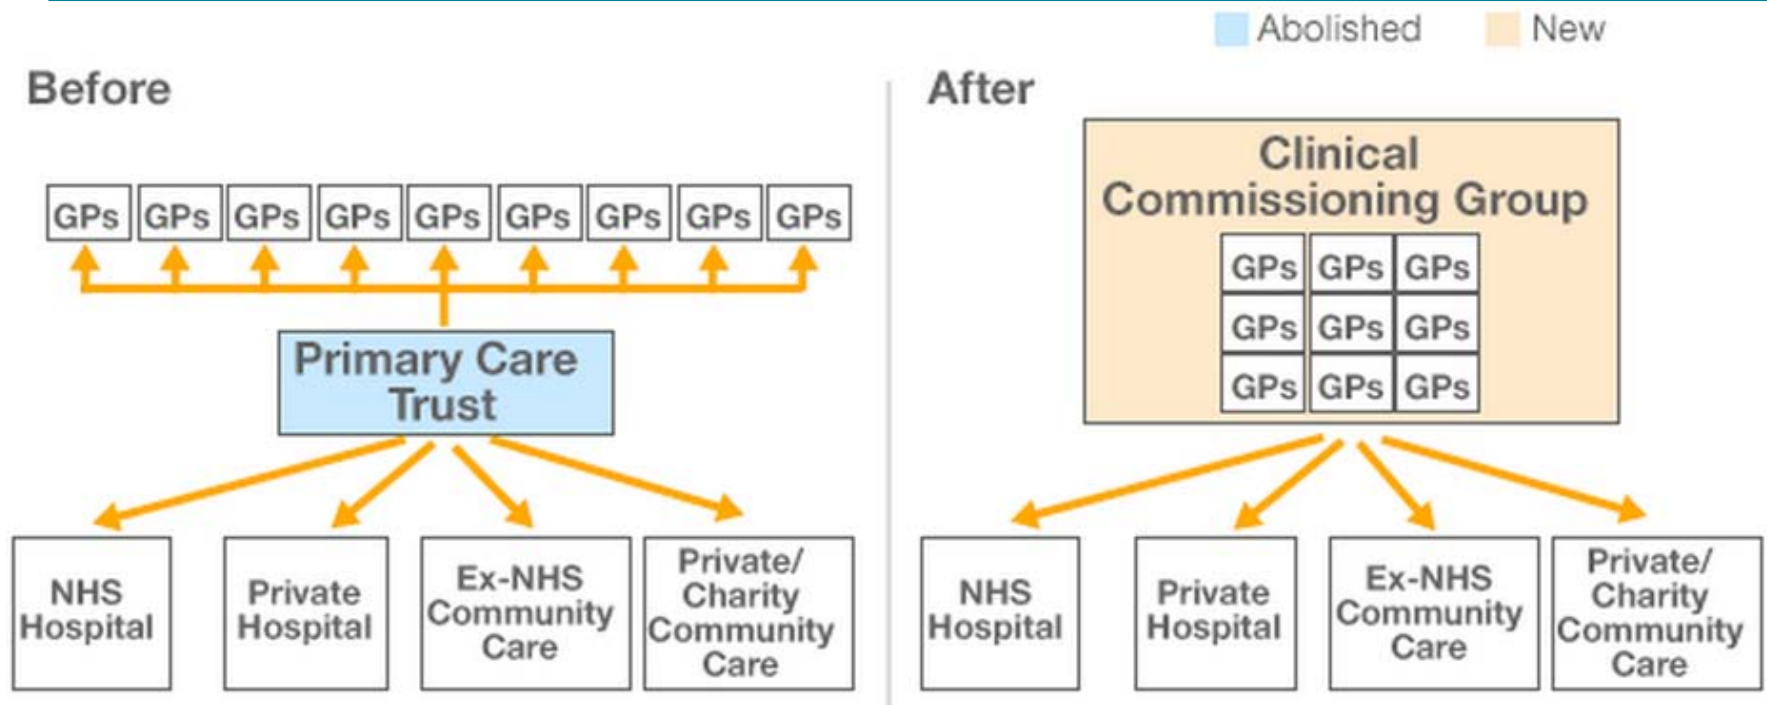 Abolished New
Before
After
GPs GPs GPs GPs GPs GPs GPs GPs GPs
Primary Care
Trust
NHS
Hospital
Private
Hospital
Ex-NHS
Community
Care
Private/
Charity
Community
Care
Clinical
Commissioning Group
GPs GPs GPs
GPs GPs GPs
GPs GPs GPs
NHS
Hospital
Private
Hospital
Ex-NHS
Community
Care
Private/
Charity
Community
Care